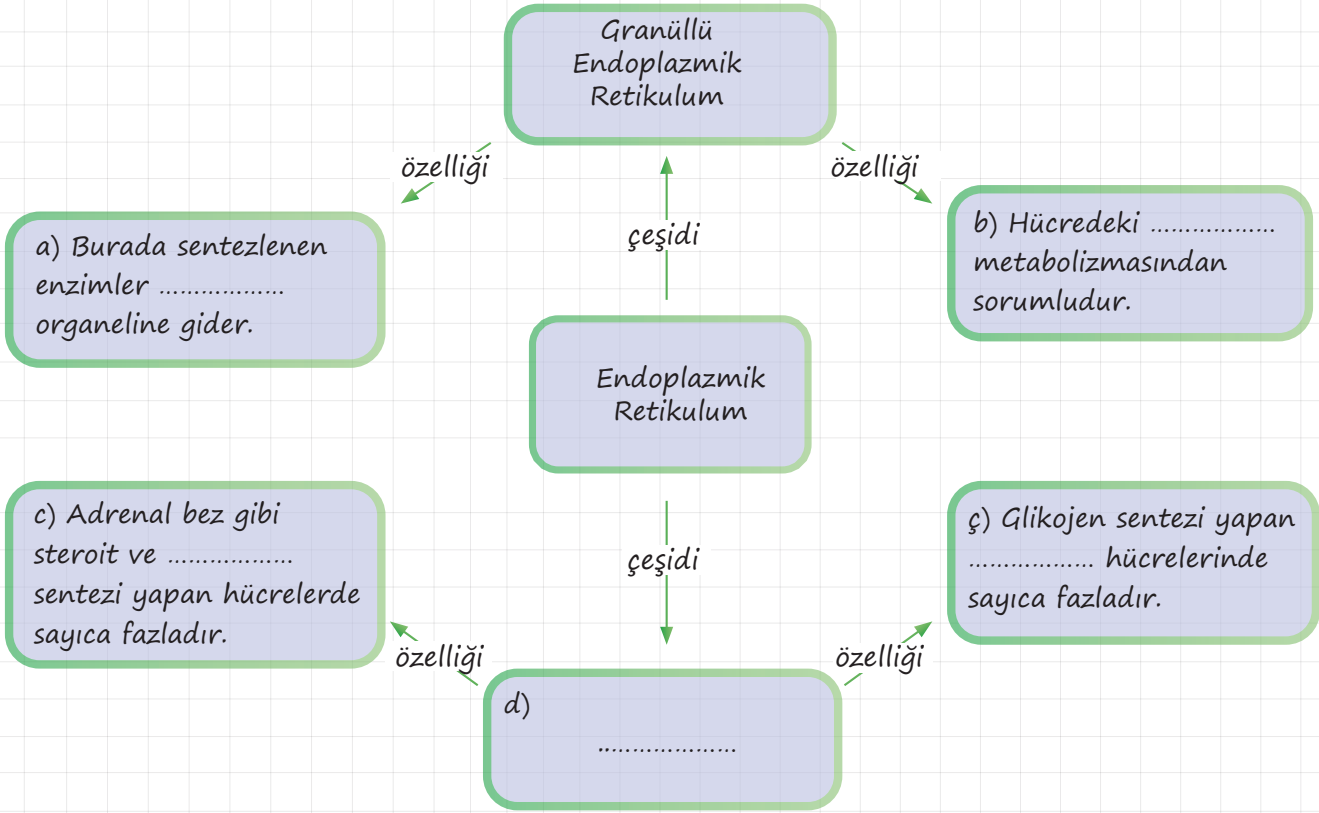 Granüllü
Endoplazmik
Retikulum
özelliği
özelliği
çeşidi
a) Burada sentezlenen
enzimler ..................
organeline gider.
b) Hücredeki ..................
metabolizmasından
sorumludur.
Endoplazmik
Retikulum
c) Adrenal bez gibi
steroit ve ..................
sentezi yapan hücrelerde
sayıca fazladır.
çeşidi
ç) Glikojen sentezi yapan
.................. hücrelerinde
sayıca fazladır.
özelliği
özelliği
d)
....................